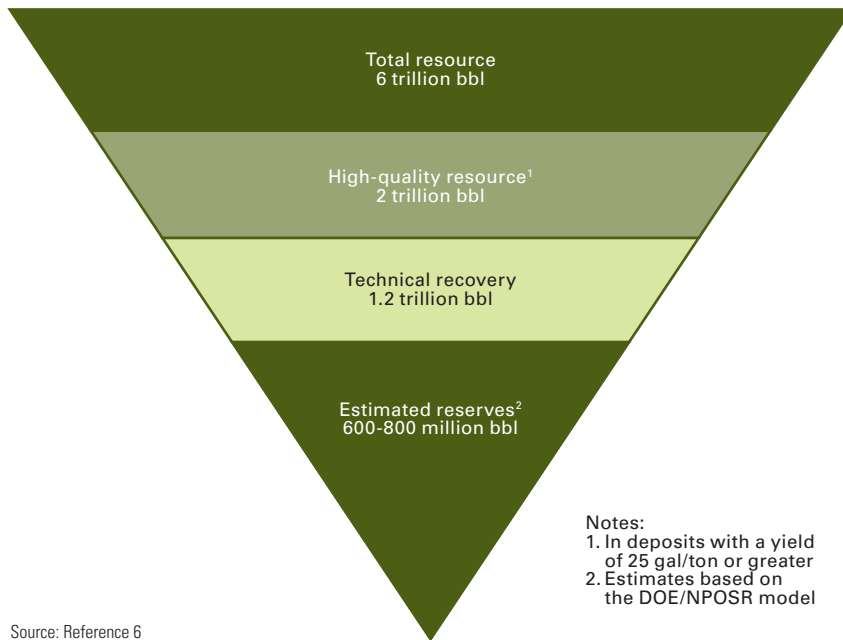 Total resource
6 trillion bbl
High-quality resource¹
2 trillion bbl
Technical recovery
1.2 trillion bbl
Estimated reserves²
600-800 million bbl
Notes:
1. In deposits with a yield
of 25 gal/ton or greater
2. Estimates based on
the DOE/NPOSR model
Source: Reference 6